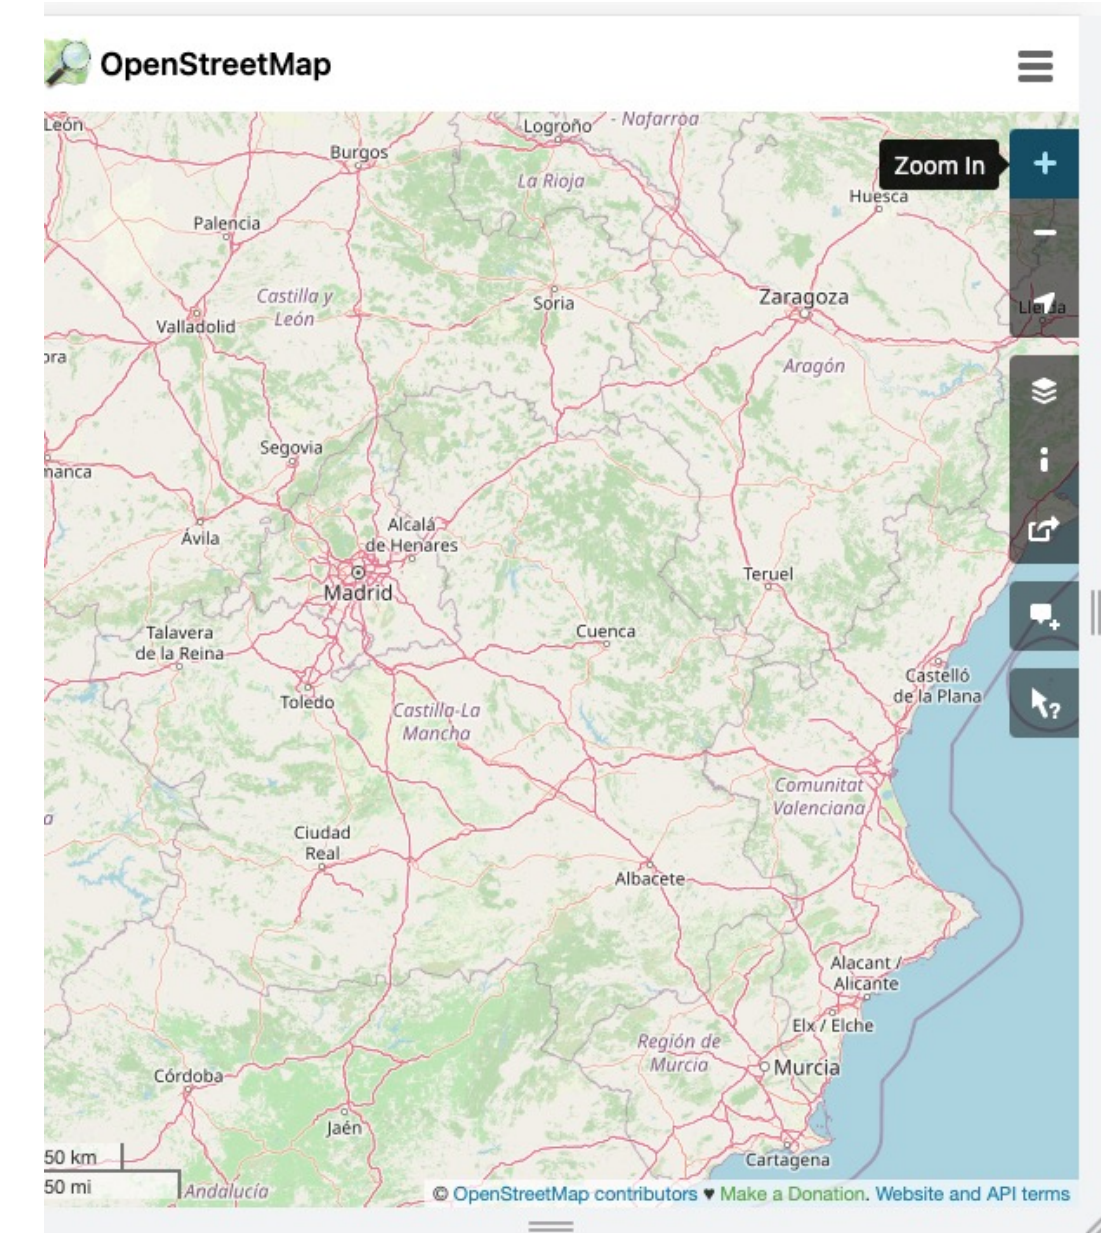 OpenStreetMap
León
Logroño
- Nafarroa
Burgos
Zoom In
La Rioja
Huesca
Palencia
Castilla y
León
Soria
Zaragoza
Valladolid
Lleida
ora
Aragón
Segovia
manca
Ávila
Alcalá
de Henares
Madrid
Teruel
Talavera
de la Reina
Cuenca
Toledo
Castelló
de la Plana
Castilla-La
Mancha
Comunitat
Valenciana
a
Ciudad
Real
Albacete
Alacant /
Alicante
Elx / Elche
Región de
Murcia
Murcia
Córdoba
Jaén
50 km
Cartagena
50 mi
Andalucía
© OpenStreetMap contributors ♥ Make a Donation. Website and API terms